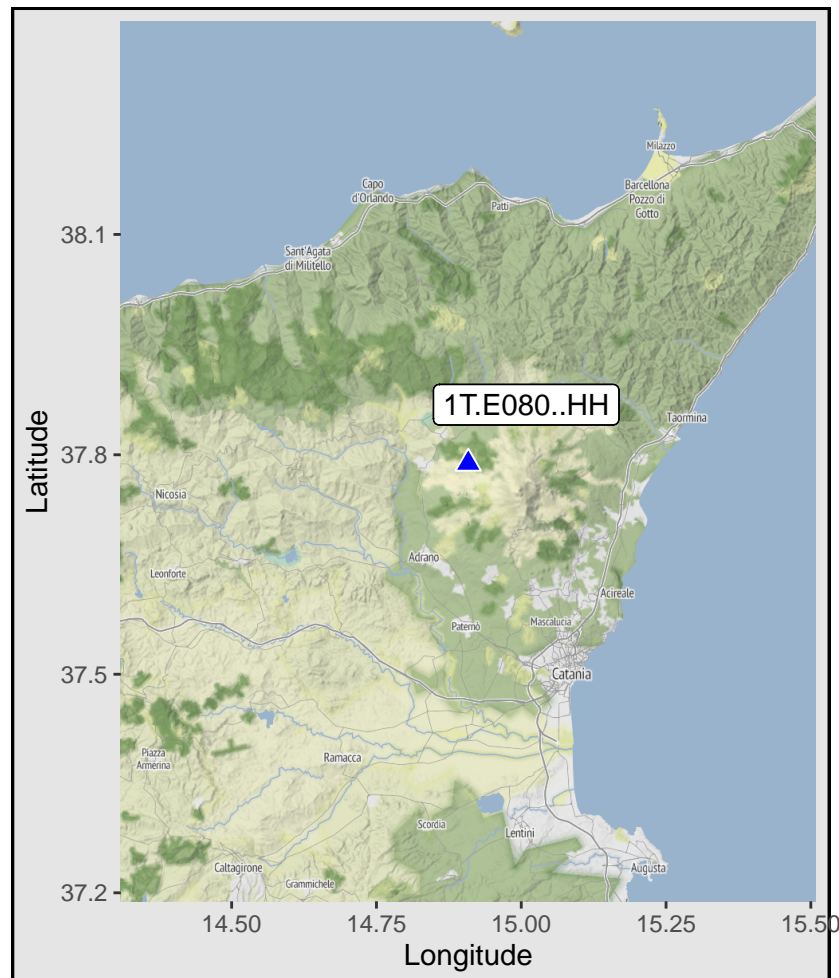 Milazzo
Capo
d'Orlando
Barcellona
Pozzo di
Gotto
Patti
38.1
Sant'Agata
di Militello
1T.E080..HH
Taormina
37.8
Latitude
Nicosia
Adrano
Leonforte
Acireale
Mascalucia
Paternò
37.5
Catania
Piazza
Armerina
Ramacca
Scordia
Lentini
Caltagirone
Augusta
Grammichele
37.2
14.50 14.75 15.00 15.25 15.50
Longitude